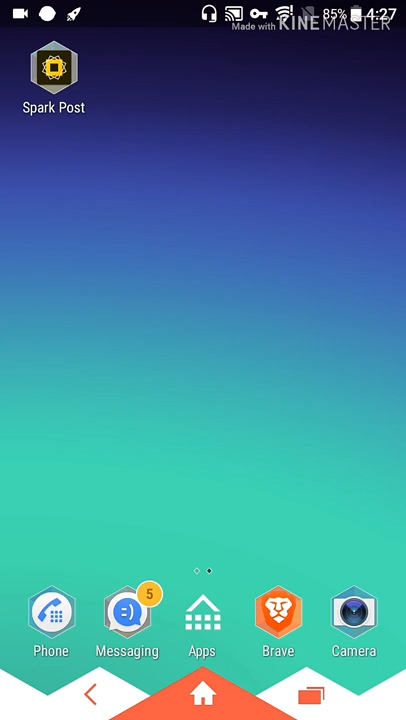 85% 4:27
Made with KINEMASTER
Spark Post
5
Phone Messaging Apps Brave Camera